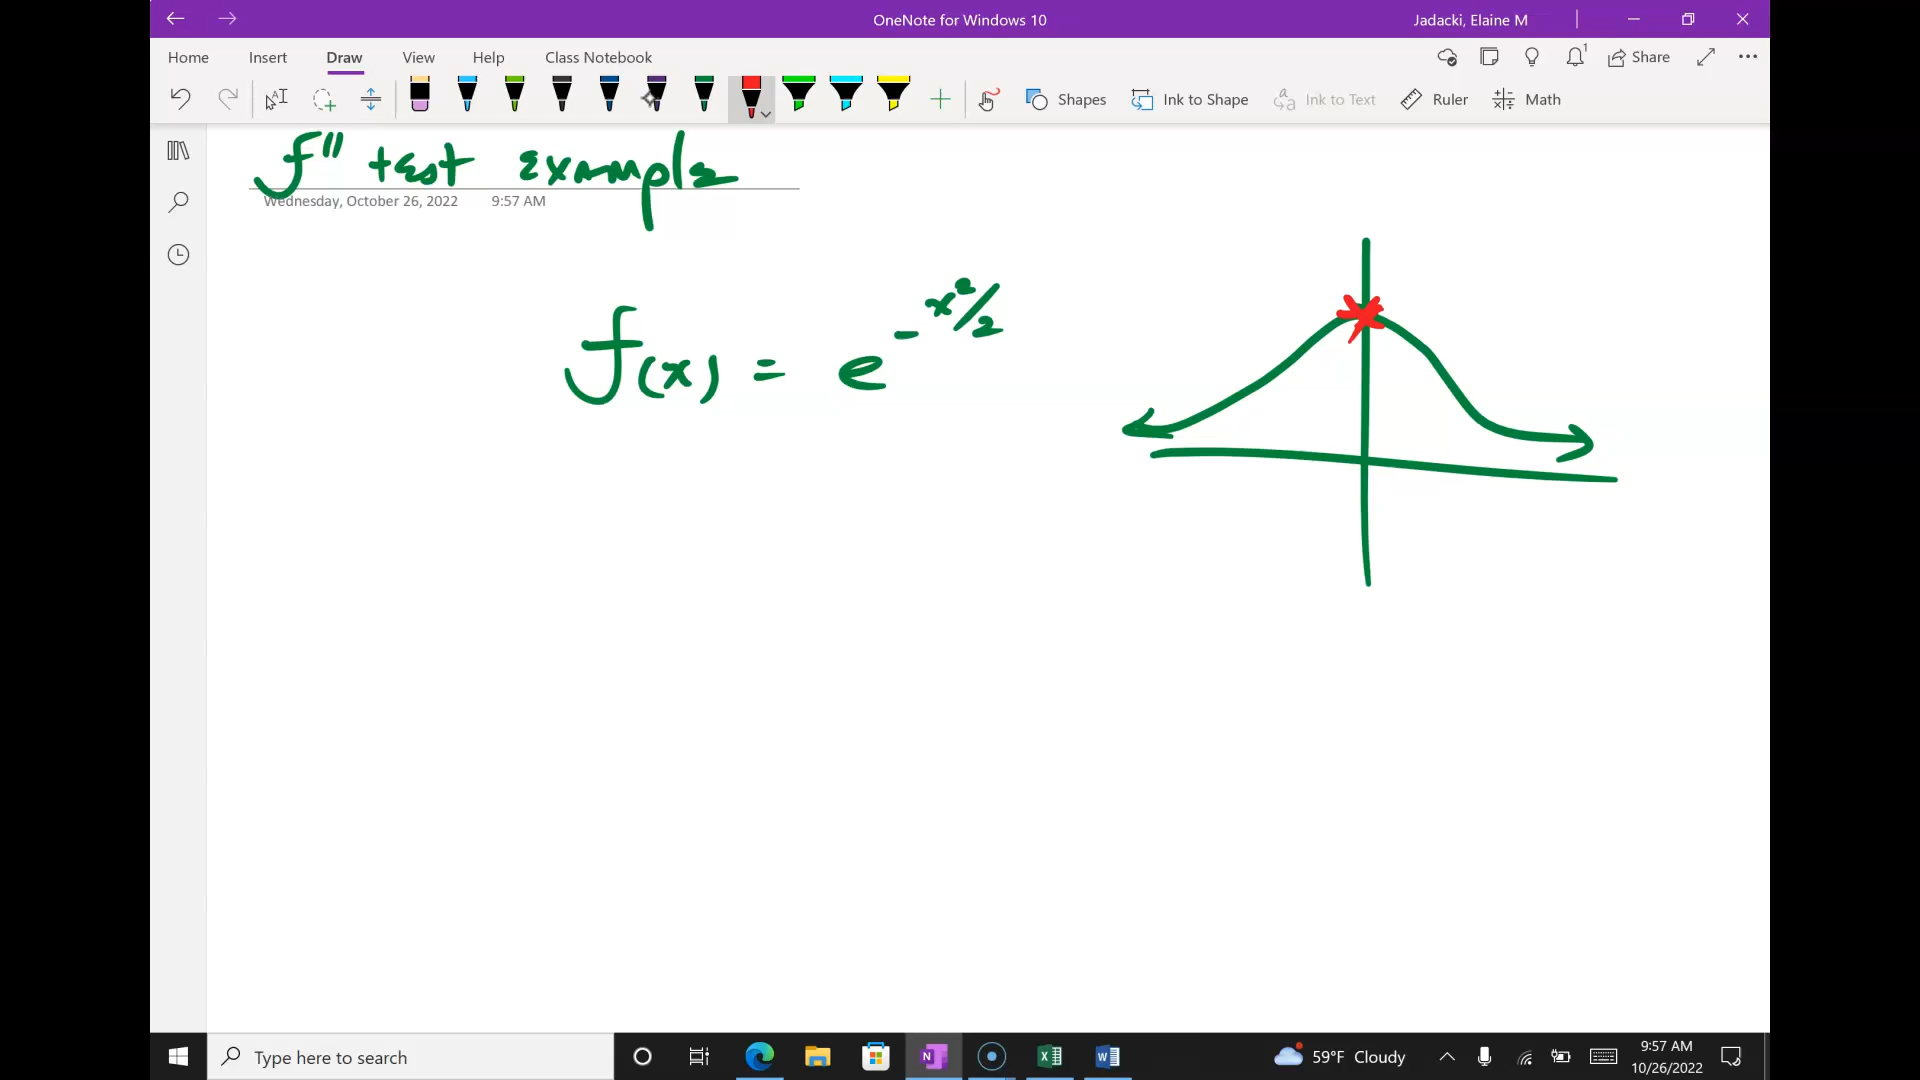 OneNote for Windows 10
Jadacki, Elaine M
Home Insert Draw View Help Class Notebook
1
Share
Shapes Ink to Shape Ink to Text Ruler Math
f" test example
Wednesday, October 26, 2022 9:57 AM
f(x) = e^{-x^2/2}
Type here to search
59°F Cloudy
9:57 AM
10/26/2022